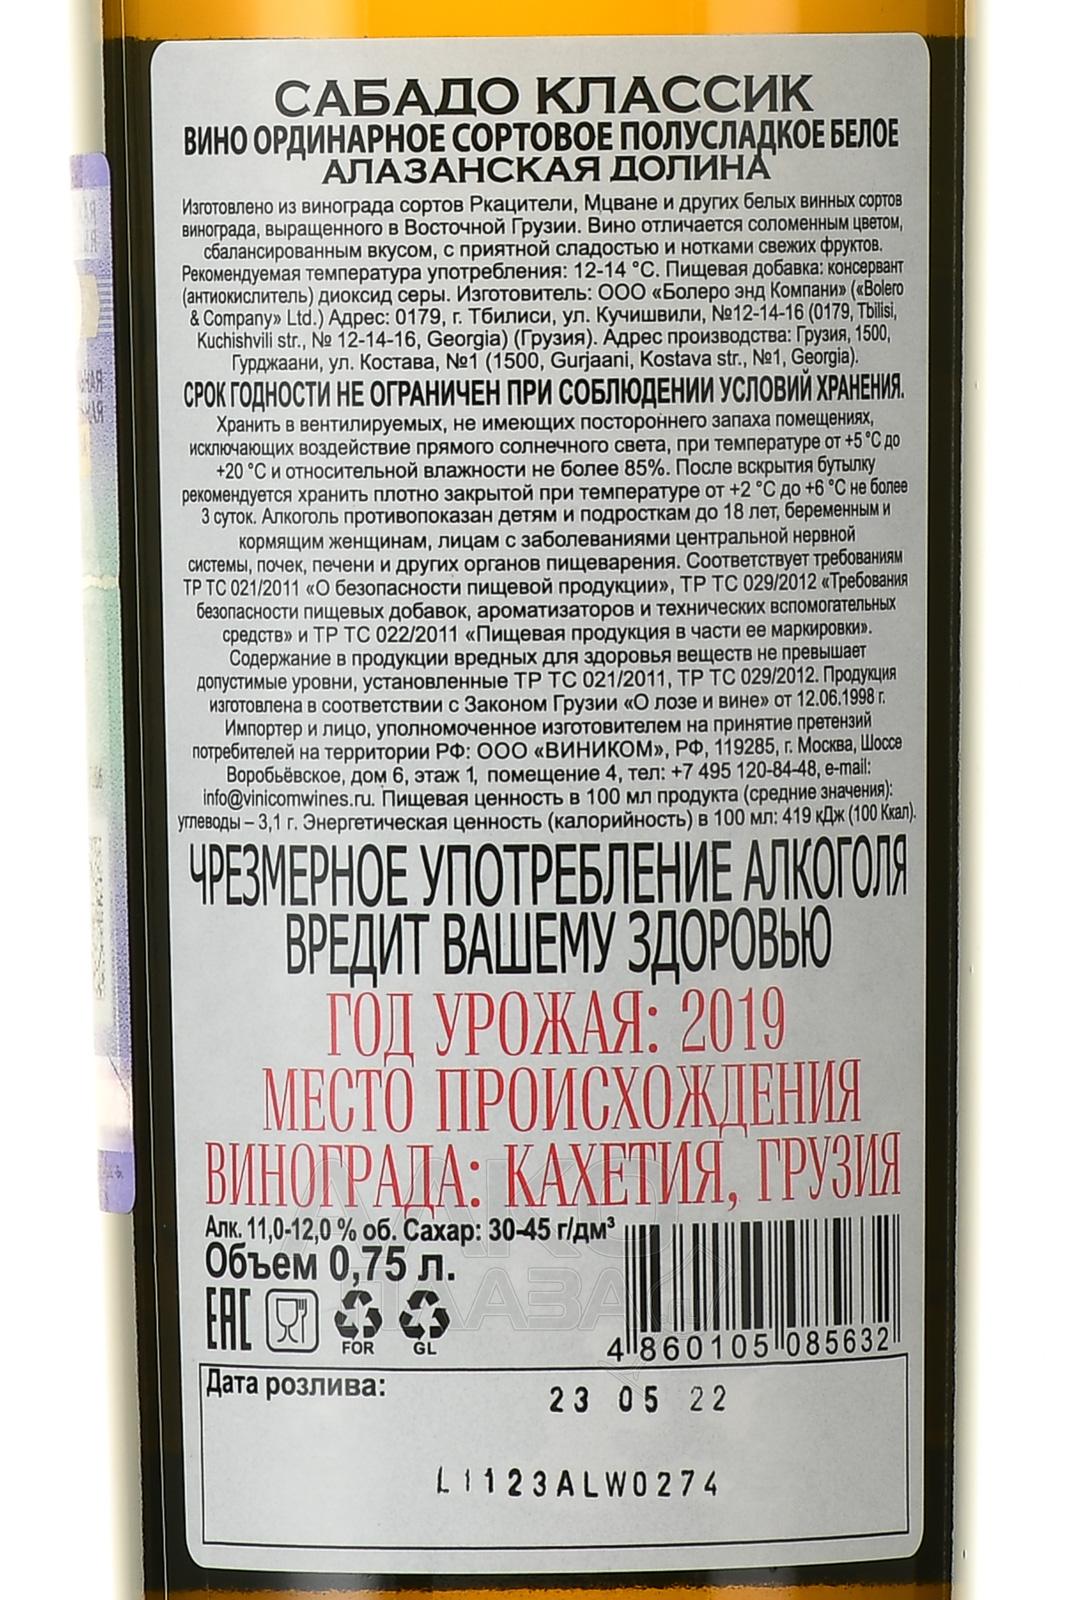 САБАДО КЛАССИК
ВИНО ОРДИНАРНОЕ СОРТОВОЕ ПОЛУСЛАДКОЕ БЕЛОЕ
АЛАЗАНСКАЯ ДОЛИНА
Изготовлено из винограда сортов Ркацители, Мцване и других белых винных сортов
винограда, выращенного в Восточной Грузии. Вино отличается соломенным цветом,
сбалансированным вкусом, с приятной сладостью и нотками свежих фруктов.
Рекомендуемая температура употребления: 12-14 °С. Пищевая добавка: консервант
(антиокислитель) диоксид серы. Изготовитель: ООО «Болеро энд Компани» («Bolero
& Company» Ltd.) Адрес: 0179, г. Тбилиси, ул. Кучишвили, №12-14-16 (0179, Tbilisi,
Kuchishvili str., № 12-14-16, Georgia) (Грузия). Адрес производства: Грузия, 1500,
Гурджаани, ул. Костава, №1 (1500, Gurjaani, Kostava str., №1, Georgia).
СРОК ГОДНОСТИ НЕ ОГРАНИЧЕН ПРИ СОБЛЮДЕНИИ УСЛОВИЙ ХРАНЕНИЯ.
Хранить в вентилируемых, не имеющих постороннего запаха помещениях,
исключающих воздействие прямого солнечного света, при температуре от +5 °С до
+20 °С и относительной влажности не более 85%. После вскрытия бутылку
рекомендуется хранить плотно закрытой при температуре от +2 °С до +6 °С не более
3 суток. Алкоголь противопоказан детям и подросткам до 18 лет, беременным и
кормящим женщинам, лицам с заболеваниями центральной нервной
системы, почек, печени и других органов пищеварения. Соответствует требованиям
ТР ТС 021/2011 «О безопасности пищевой продукции», ТР ТС 029/2012 «Требования
безопасности пищевых добавок, ароматизаторов и технических вспомогательных
средств» и ТР ТС 022/2011 «Пищевая продукция в части ее маркировки».
Содержание в продукции вредных для здоровья веществ не превышает
допустимые уровни, установленные ТР ТС 021/2011, ТР ТС 029/2012. Продукция
изготовлена в соответствии с Законом Грузии «О лозе и вине» от 12.06.1998 г.
Импортер и лицо, уполномоченное изготовителем на принятие претензий
потребителей на территории РФ: ООО «ВИНИКОМ», РФ, 119285, г. Москва, Шоссе
Воробьёвское, дом 6, этаж 1, помещение 4, тел: +7 495 120-84-48, e-mail:
info@vinicomwines.ru. Пищевая ценность в 100 мл продукта (средние значения):
углеводы – 3,1 г. Энергетическая ценность (калорийность) в 100 мл: 419 кДж (100 Ккал).
ЧРЕЗМЕРНОЕ УПОТРЕБЛЕНИЕ АЛКОГОЛЯ
ВРЕДИТ ВАШЕМУ ЗДОРОВЬЮ
ГОД УРОЖАЯ: 2019
МЕСТО ПРОИСХОЖДЕНИЯ
ВИНОГРАДА: КАХЕТИЯ, ГРУЗИЯ
Алк. 11,0-12,0 % об. Сахар: 30-45 г/дм³
Объем 0,75 л.
EAC
FOR GL
4 860105 085632
Дата розлива:
23 05 22
L1123ALW0274